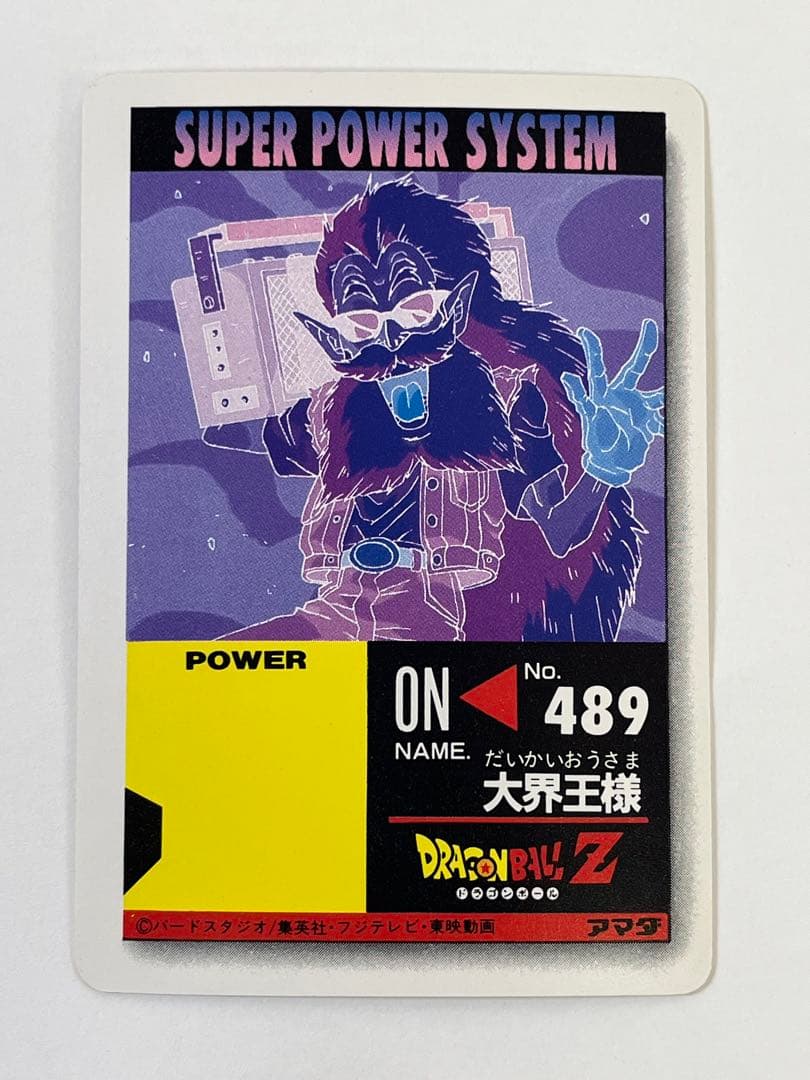 SUPER POWER SYSTEM
POWER
ON
No.
489
NAME.
だいかいおうさま
大界王様
DRAGON BALL Z
ドラゴンボール
©バードスタジオ/集英社・フジテレビ・東映動画
アマダ